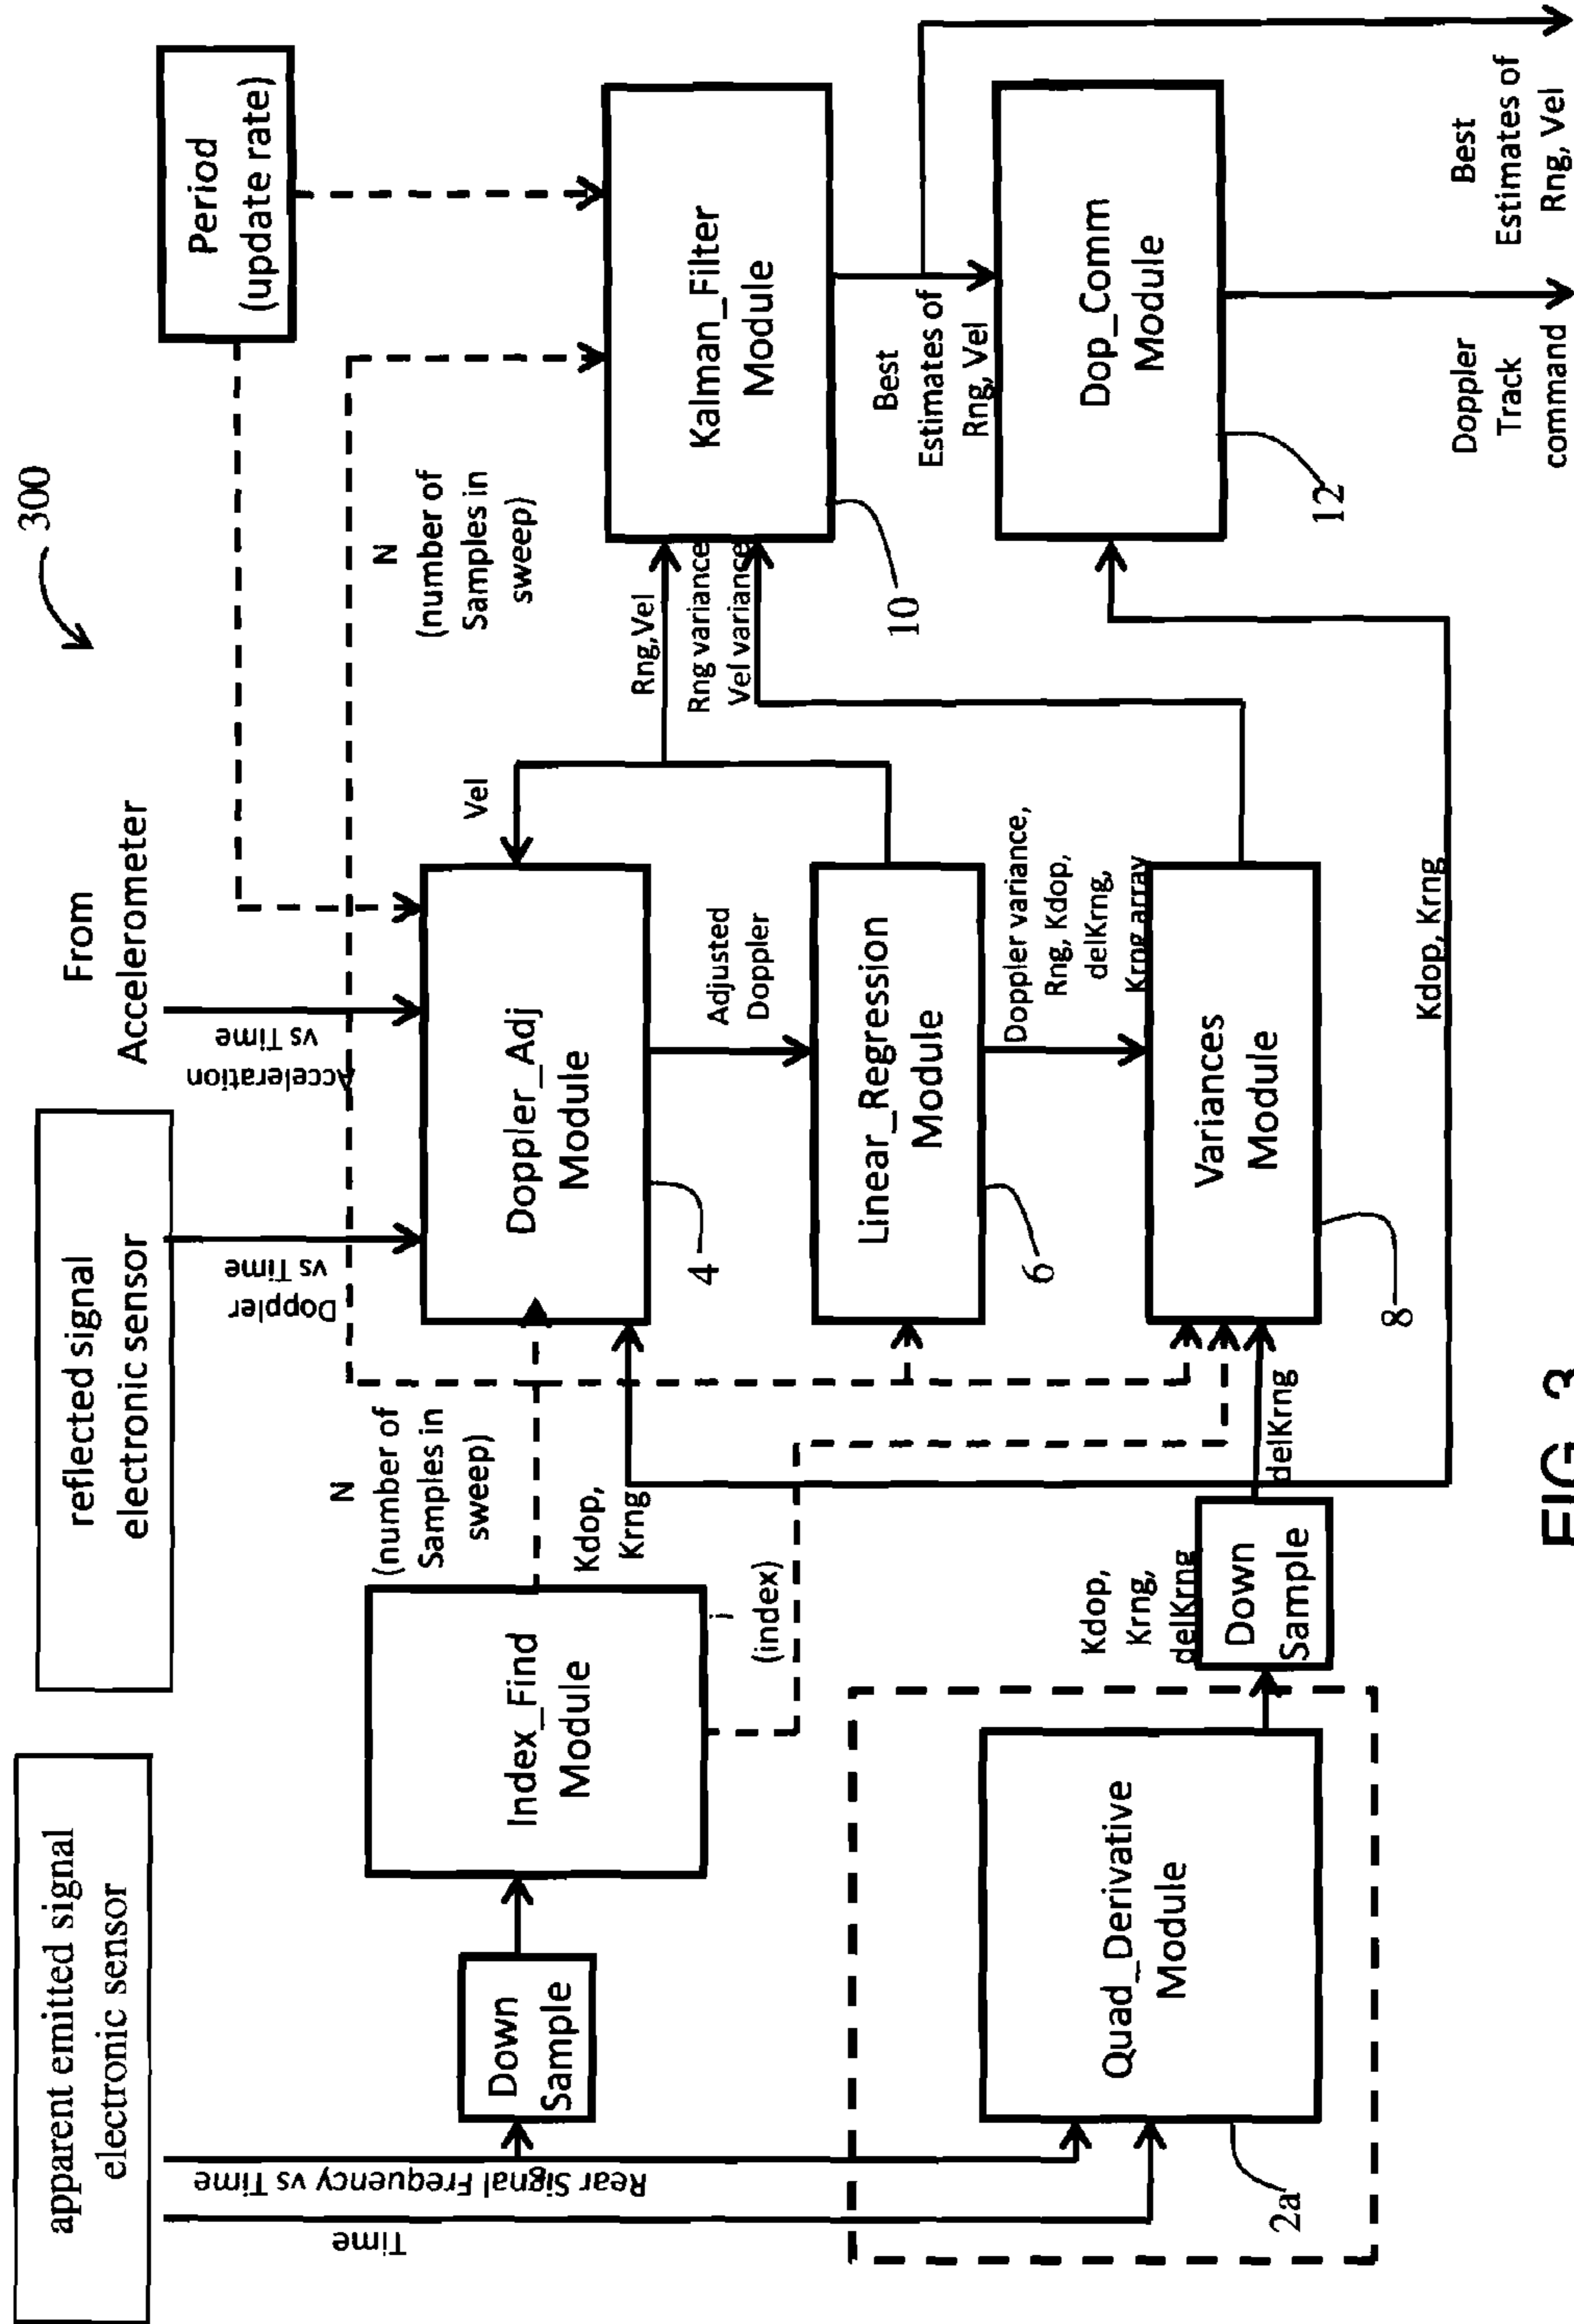 300
apparent emitted signal
electronic sensor
reflected signal
electronic sensor
From
Accelerometer
Period
(update rate)
Time
Rear Signal Frequency vs Time
Doppler
vs Time
Acceleration
vs Time
Down
Sample
Index_Find
Module
N
(number of
Samples in
sweep)
Kdop,
Krng
i
(index)
Doppler_Adj
Module
4
Vel
N
(number of
Samples in
sweep)
Adjusted
Doppler
Linear_Regression
Module
6
Rng,Vel
Rng variance
Vel variance
Kalman_Filter
Module
10
Doppler variance,
Rng, Kdop,
delKrng,
Krng array
Variances
Module
8
Best
Estimates of
Rng, Vel
Dop_Comm
Module
12
Quad_Derivative
Module
2a
Kdop,
Krng,
delKrng
Down
Sample
delKrng
Kdop, Krng
Doppler
Track
command
Best
Estimates of
Rng, Vel
FIG. 3